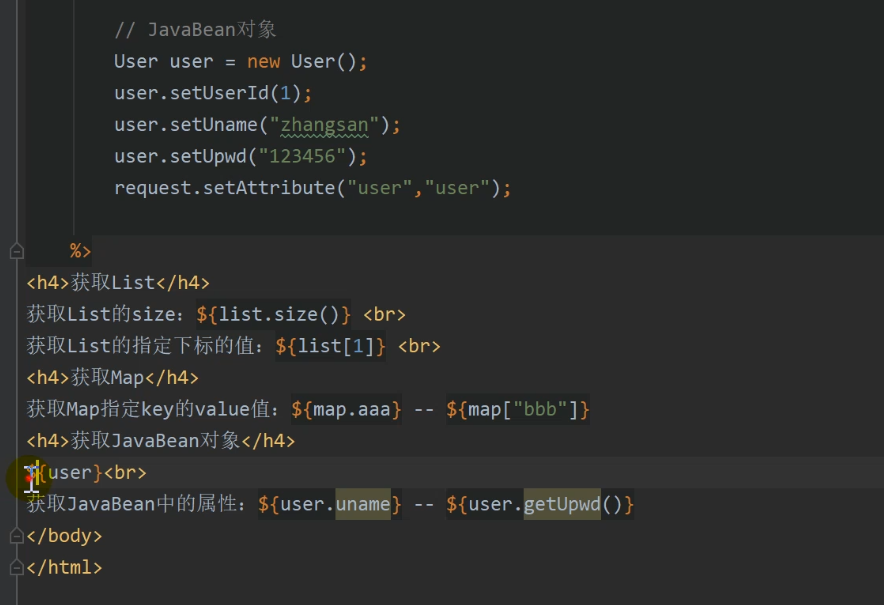 // JavaBean对象
User user = new User();
user.setUserId(1);
user.setUname("zhangsan");
user.setUpwd("123456");
request.setAttribute("user","user");
%>
<h4>获取List</h4>
获取List的size：${list.size()} <br>
获取List的指定下标的值：${list[1]} <br>
<h4>获取Map</h4>
获取Map指定key的value值：${map.aaa} -- ${map["bbb"]}
<h4>获取JavaBean对象</h4>
${user}<br>
获取JavaBean中的属性：${user.uname} -- ${user.getUpwd()}
</body>
</html>